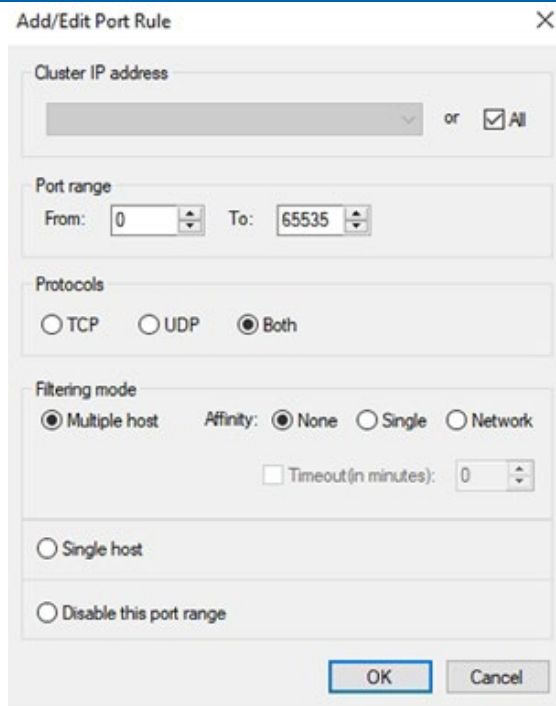 Add/Edit Port Rule
Cluster IP address
or All
Port range
From: 0 To: 65535
Protocols
TCP UDP Both
Filtering mode
Multiple host Affinity: None Single Network
Timeout(in minutes): 0
Single host
Disable this port range
OK Cancel